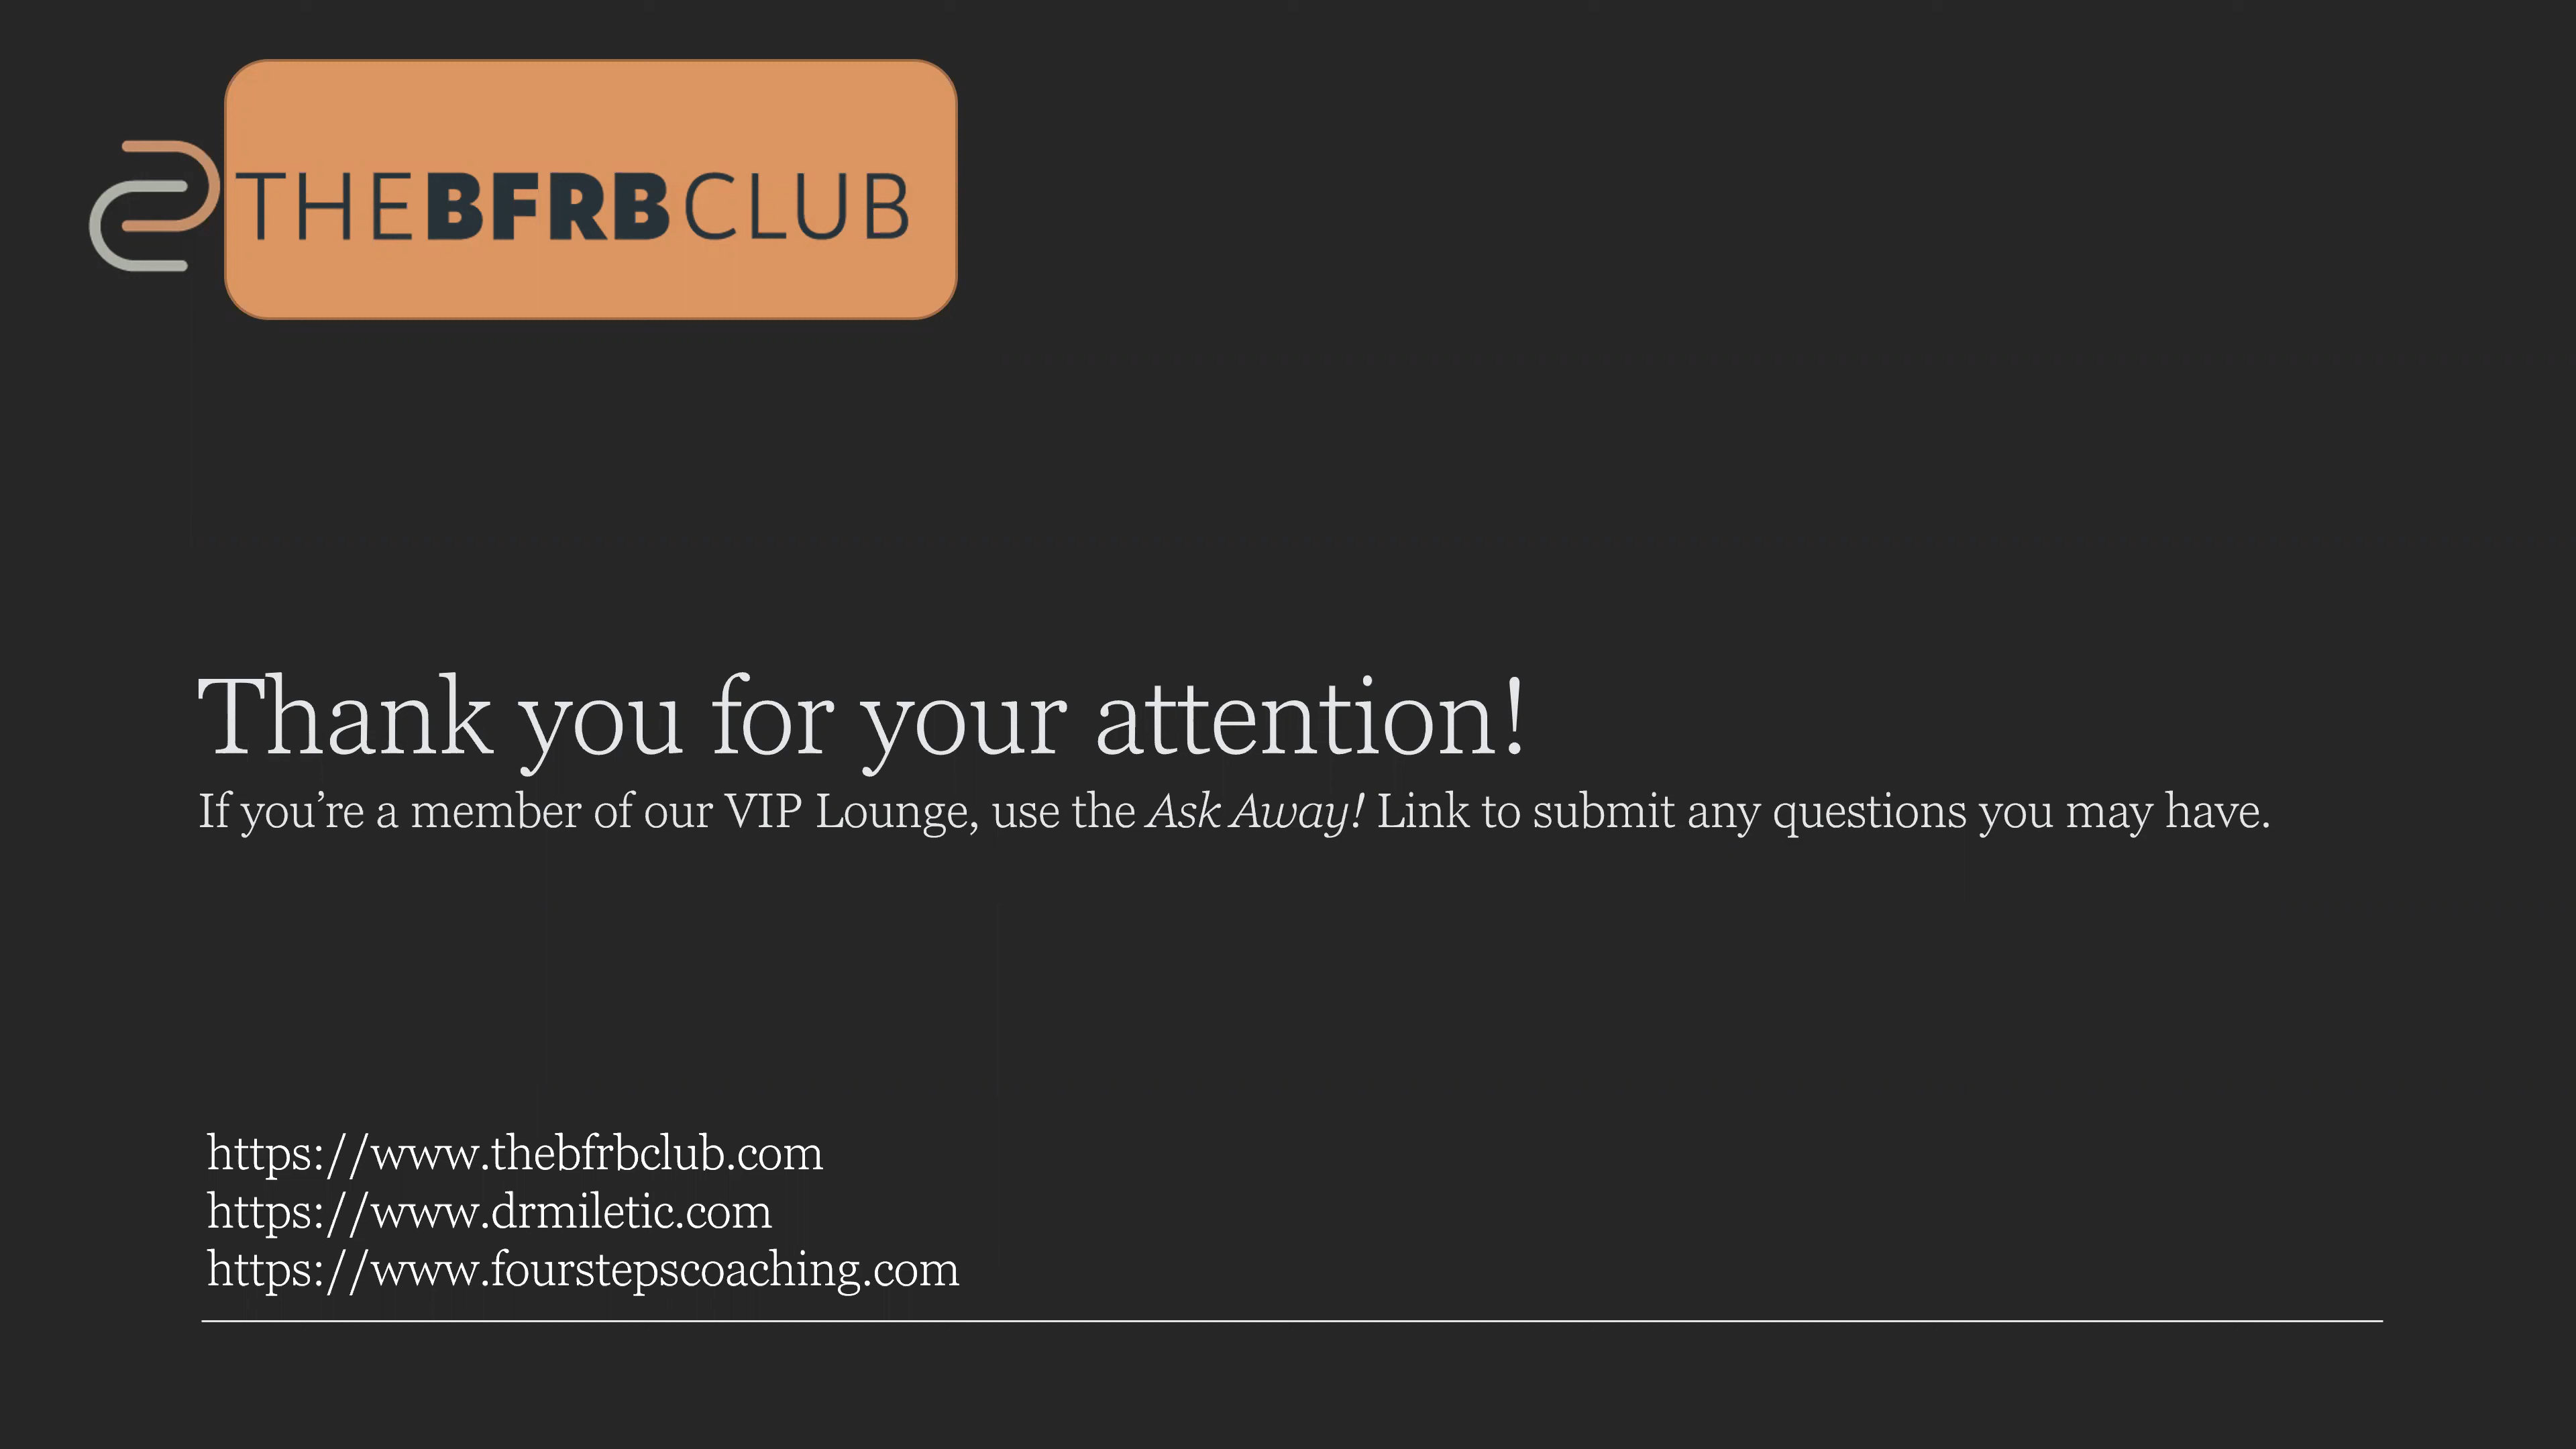 THEBFRBCLUB
Thank you for your attention!
If you’re a member of our VIP Lounge, use the Ask Away! Link to submit any questions you may have.
https://www.thebfrbclub.com
https://www.drmiletic.com
https://www.fourstepscoaching.com